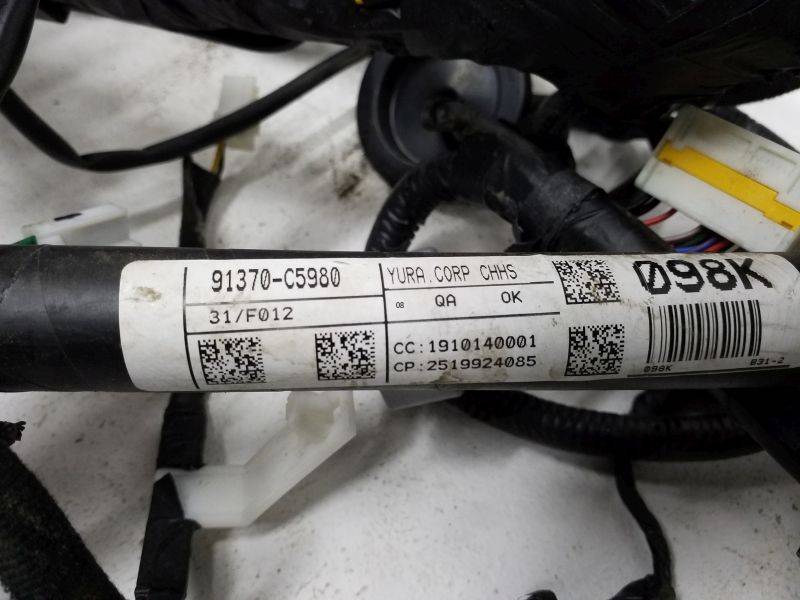 91370-C5980
31/F012
YURA.CORP CHHS
08 QA OK
CC:1910140001
CP:2519924085
098K
098K B31-2